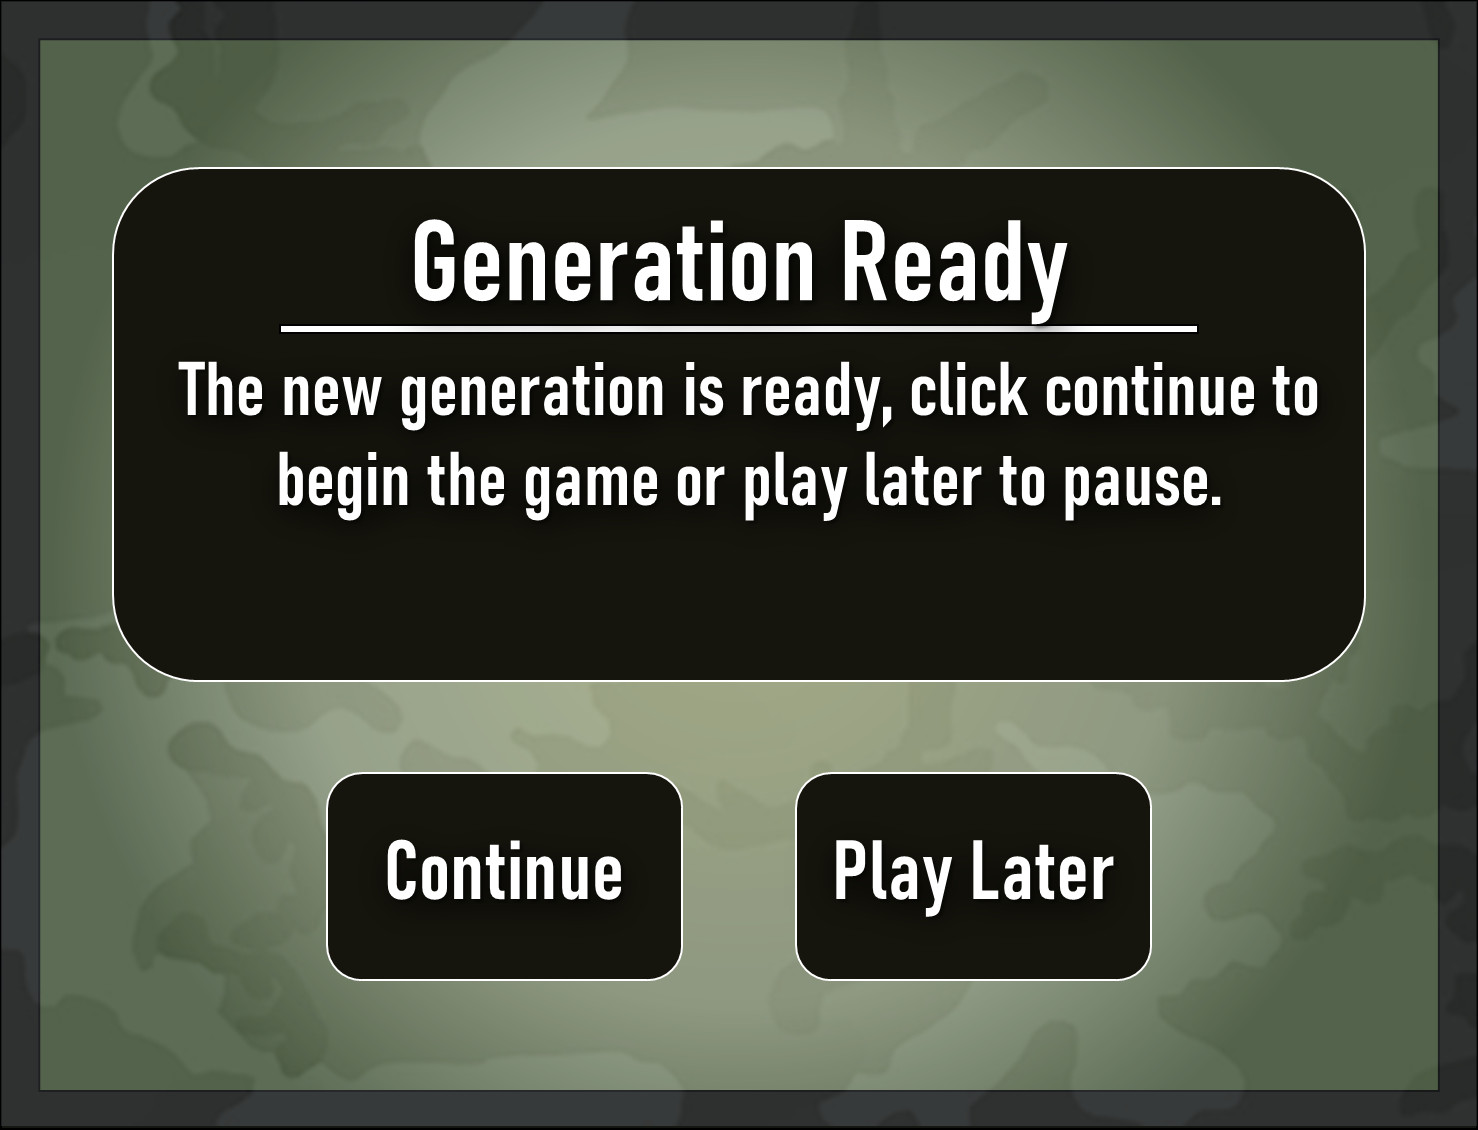 Generation Ready
The new generation is ready, click continue to
begin the game or play later to pause.
Continue
Play Later